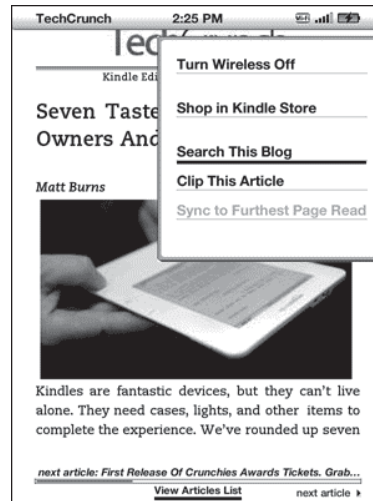 TechCrunch 2:25 PM
Turn Wireless Off
Kindle Edi
Shop in Kindle Store
Seven Taste
Owners And
Search This Blog
Clip This Article
Matt Burns
Sync to Furthest Page Read
Kindles are fantastic devices, but they can't live
alone. They need cases, lights, and other items to
complete the experience. We've rounded up seven
next article: First Release Of Crunchies Awards Tickets. Grab...
View Articles List next article